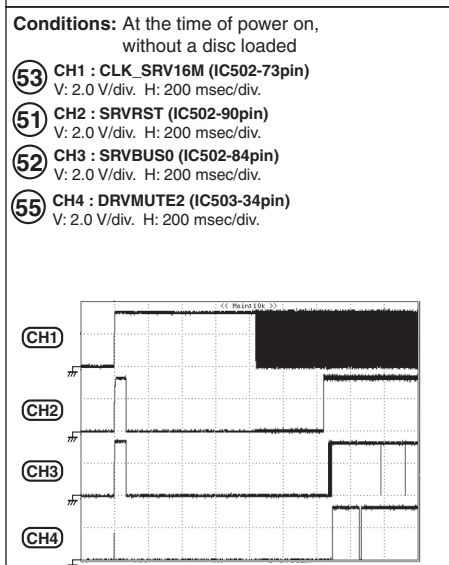 Conditions: At the time of power on,
without a disc loaded
53 CH1 : CLK_SRV16M (IC502-73pin)
V: 2.0 V/div. H: 200 msec/div.
51 CH2 : SRVRST (IC502-90pin)
V: 2.0 V/div. H: 200 msec/div.
52 CH3 : SRVBUS0 (IC502-84pin)
V: 2.0 V/div. H: 200 msec/div.
55 CH4 : DRVMUTE2 (IC503-34pin)
V: 2.0 V/div. H: 200 msec/div.
<< Main:10k >>
CH1
CH2
CH3
CH4